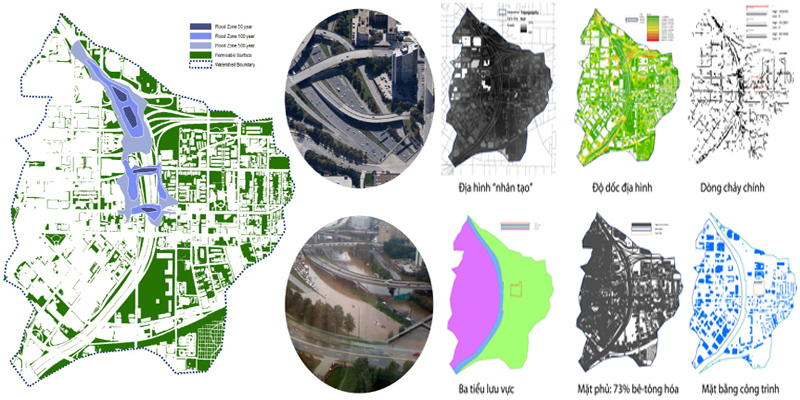 Flood Zone 50 year
Flood Zone 100 year
Flood Zone 500 year
Permeable Surface
Watershed Boundary
Topography
Địa hình "nhân tạo"
Độ dốc địa hình
Dòng chảy chính
Ba tiểu lưu vực
Mặt phủ: 73% bê-tông hóa
Mặt bằng công trình